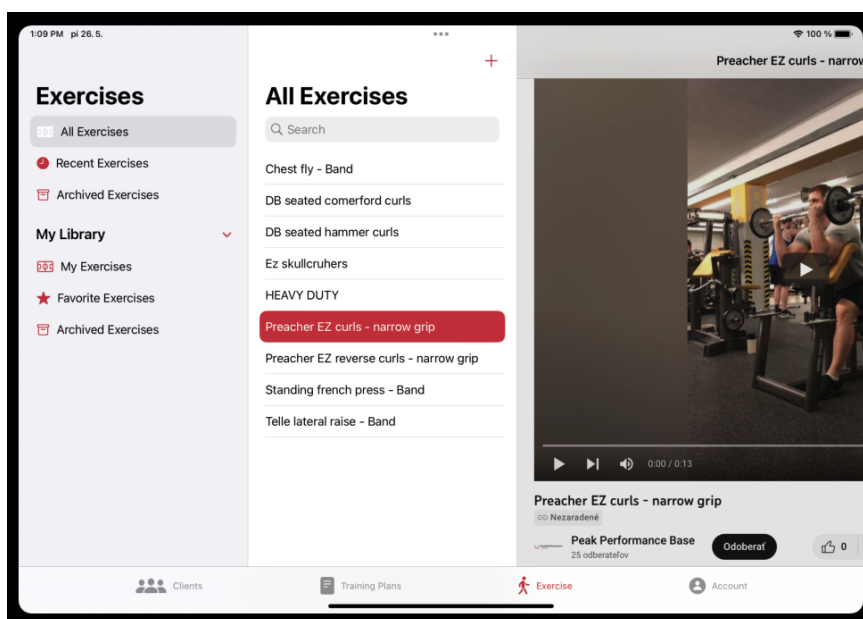 1:09 PM pi 26. 5.
100 %
Exercises
All Exercises
Recent Exercises
Archived Exercises
My Library
My Exercises
Favorite Exercises
Archived Exercises
All Exercises
Search
Chest fly - Band
DB seated comerford curls
DB seated hammer curls
Ez skullcruhers
HEAVY DUTY
Preacher EZ curls - narrow grip
Preacher EZ reverse curls - narrow grip
Standing french press - Band
Telle lateral raise - Band
Preacher EZ curls - narrow
0:00 / 0:13
Preacher EZ curls - narrow grip
Nezaradené
Peak Performance Base
25 odberateľov
Odoberať
0
Clients
Training Plans
Exercise
Account